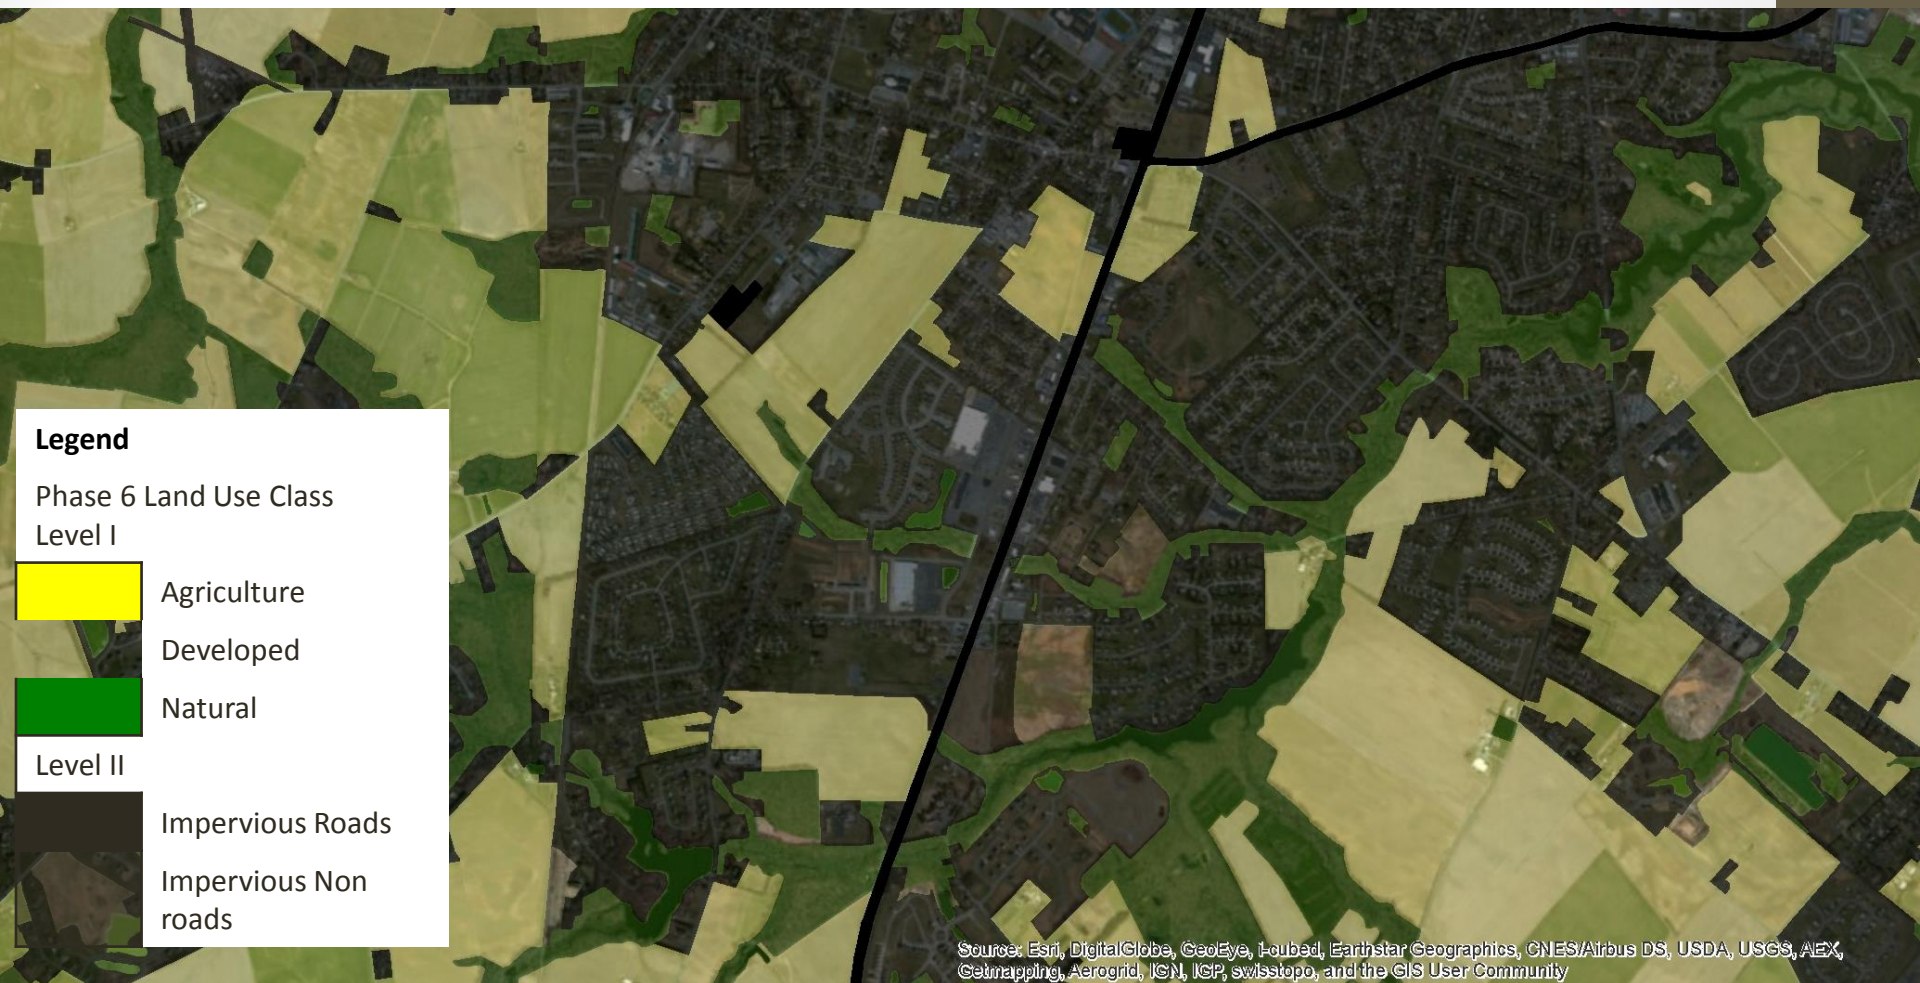 Legend
Phase 6 Land Use Class
Level I
Agriculture
Developed
Natural
Level II
Impervious Roads
Impervious Non
roads
Source: Esri, DigitalGlobe, GeoEye, i-cubed, Earthstar Geographics, CNES/Airbus DS, USDA, USGS, AEX,
Getmapping, Aerogrid, IGN, IGP, swisstopo, and the GIS User Community